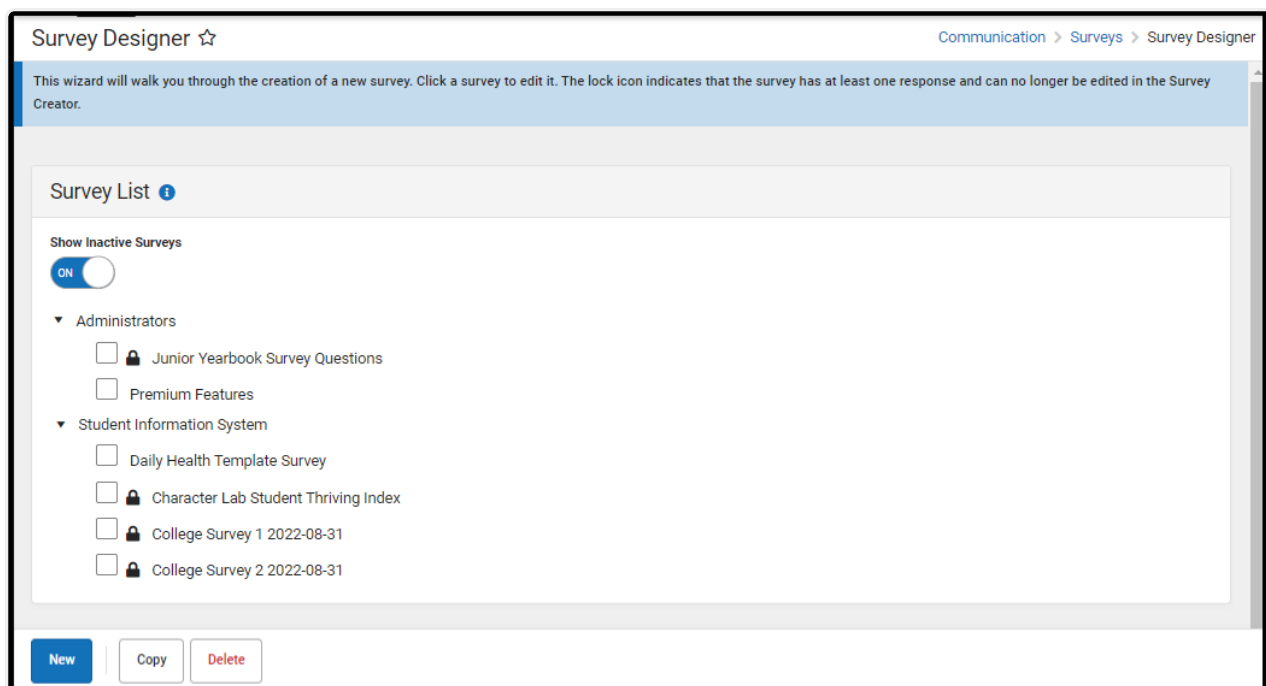 Survey Designer
Communication > Surveys > Survey Designer
This wizard will walk you through the creation of a new survey. Click a survey to edit it. The lock icon indicates that the survey has at least one response and can no longer be edited in the Survey
Creator.
Survey List
Show Inactive Surveys
ON
Administrators
Junior Yearbook Survey Questions
Premium Features
Student Information System
Daily Health Template Survey
Character Lab Student Thriving Index
College Survey 1 2022-08-31
College Survey 2 2022-08-31
New
Copy
Delete